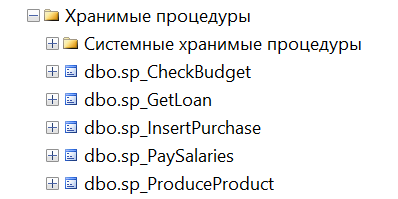 Хранимые процедуры
Системные хранимые процедуры
dbo.sp_CheckBudget
dbo.sp_GetLoan
dbo.sp_InsertPurchase
dbo.sp_PaySalaries
dbo.sp_ProduceProduct